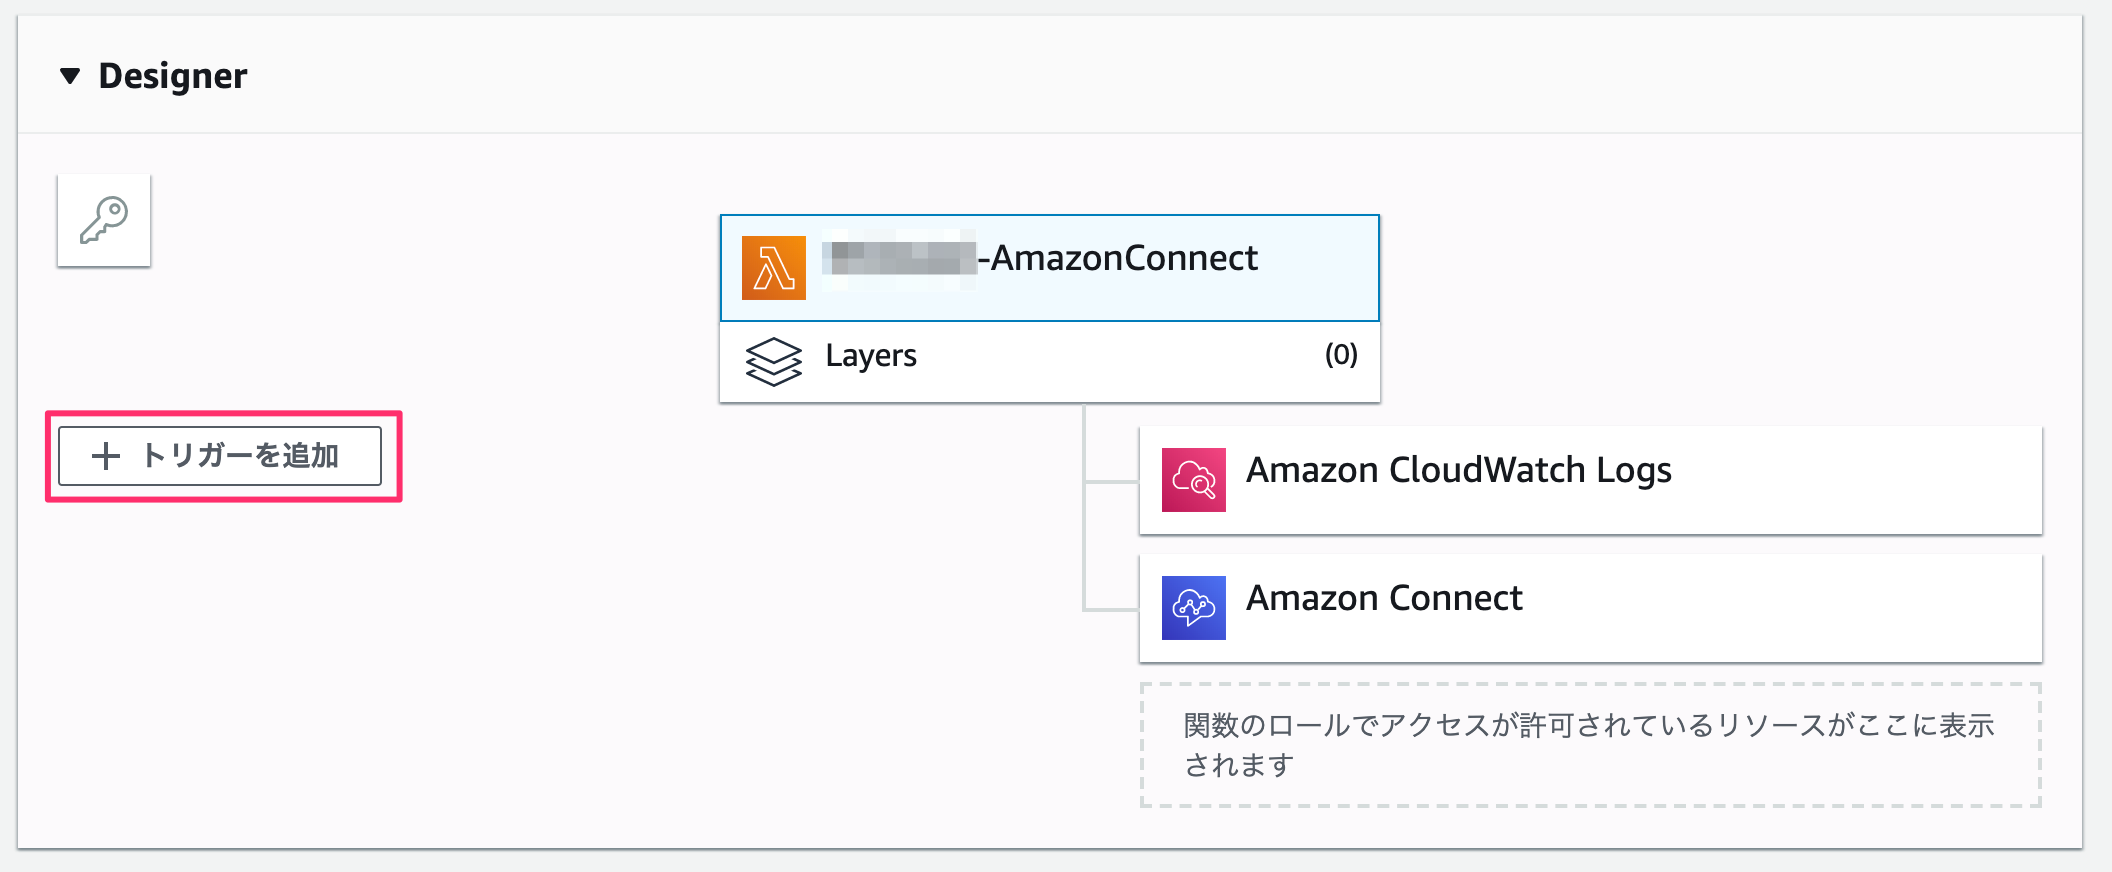 Designer
-AmazonConnect
Layers
(0)
トリガーを追加
Amazon CloudWatch Logs
Amazon Connect
関数のロールでアクセスが許可されているリソースがここに表示
されます